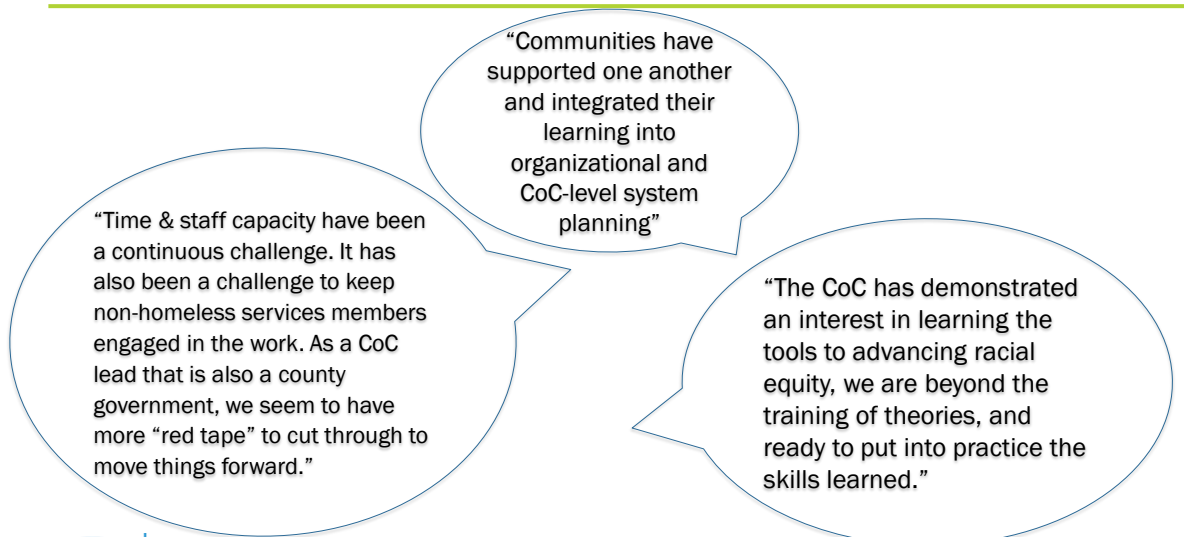 “Communities have
supported one another
and integrated their
learning into
organizational and
CoC-level system
planning”
“Time & staff capacity have been
a continuous challenge. It has
also been a challenge to keep
non-homeless services members
engaged in the work. As a CoC
lead that is also a county
government, we seem to have
more “red tape” to cut through to
move things forward.”
“The CoC has demonstrated
an interest in learning the
tools to advancing racial
equity, we are beyond the
training of theories, and
ready to put into practice the
skills learned.”